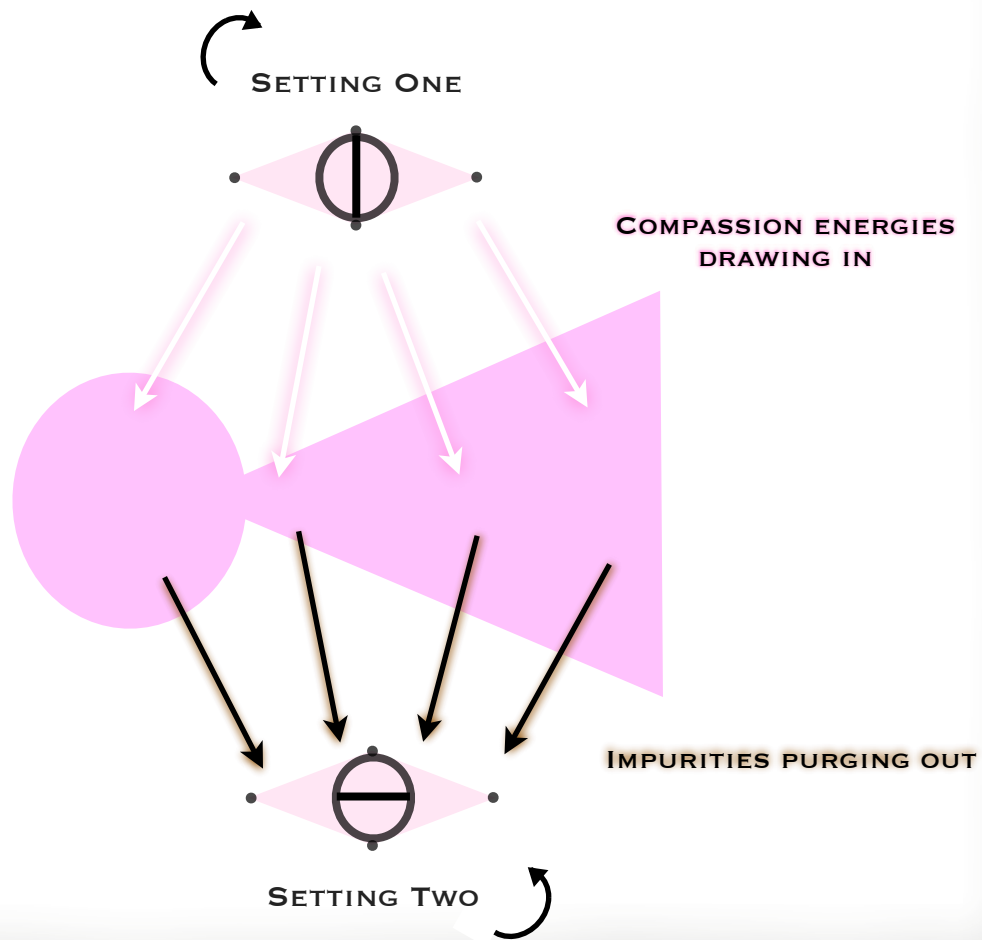 Setting One
Compassion energies
drawing in
Impurities purging out
Setting Two